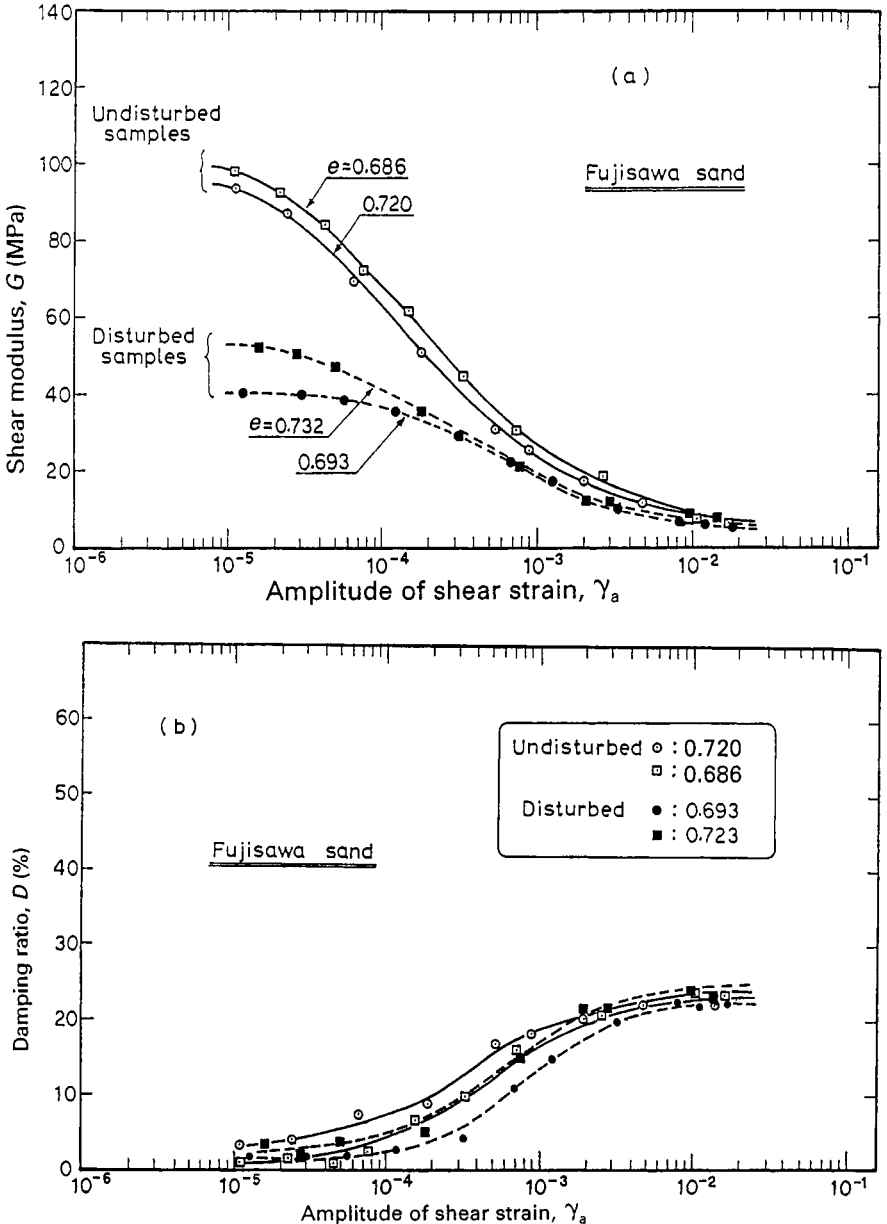 140
120
100
80
60
40
20
0
Shear modulus, G (MPa)
(a)
Undisturbed
samples
e=0.686
0.720
Fujisawa sand
Disturbed
samples
e=0.732
0.693
10⁻⁶
10⁻⁵
10⁻⁴
10⁻³
10⁻²
10⁻¹
Amplitude of shear strain, γₐ
60
50
40
30
20
10
0
Damping ratio, D (%)
(b)
Undisturbed ⊙ : 0.720
⊡ : 0.686
Disturbed ● : 0.693
■ : 0.723
Fujisawa sand
10⁻⁶
10⁻⁵
10⁻⁴
10⁻³
10⁻²
10⁻¹
Amplitude of shear strain, γₐ